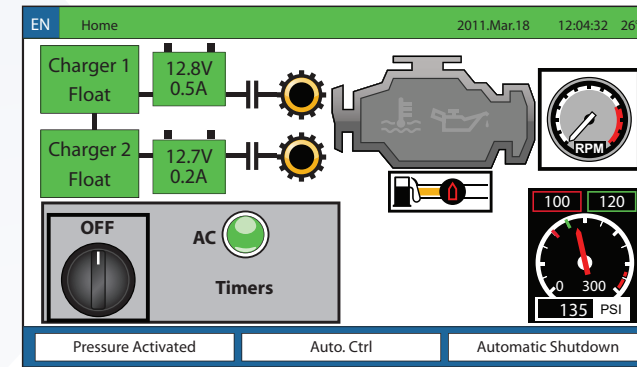 EN Home 2011.Mar.18 12:04:32 26°
Charger 1
Float
12.8V
0.5A
Charger 2
Float
12.7V
0.2A
RPM
OFF
AC
Timers
100 120
0 300
135 PSI
Pressure Activated Auto. Ctrl Automatic Shutdown